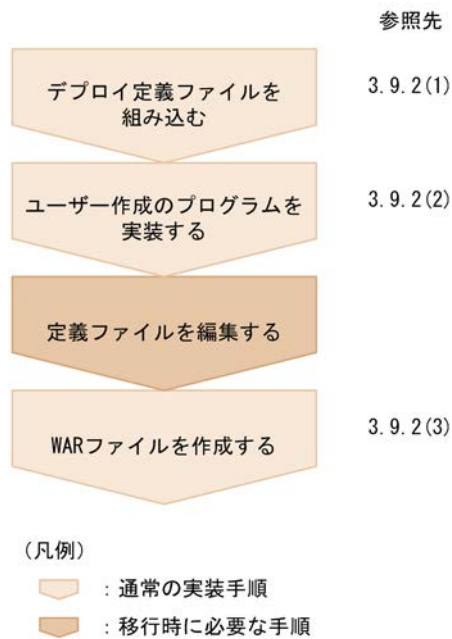 参照先
デプロイ定義ファイルを
組み込む
3.9.2(1)
ユーザー作成のプログラムを
実装する
3.9.2(2)
定義ファイルを編集する
WARファイルを作成する
3.9.2(3)
(凡例)
:通常の実装手順
:移行時に必要な手順